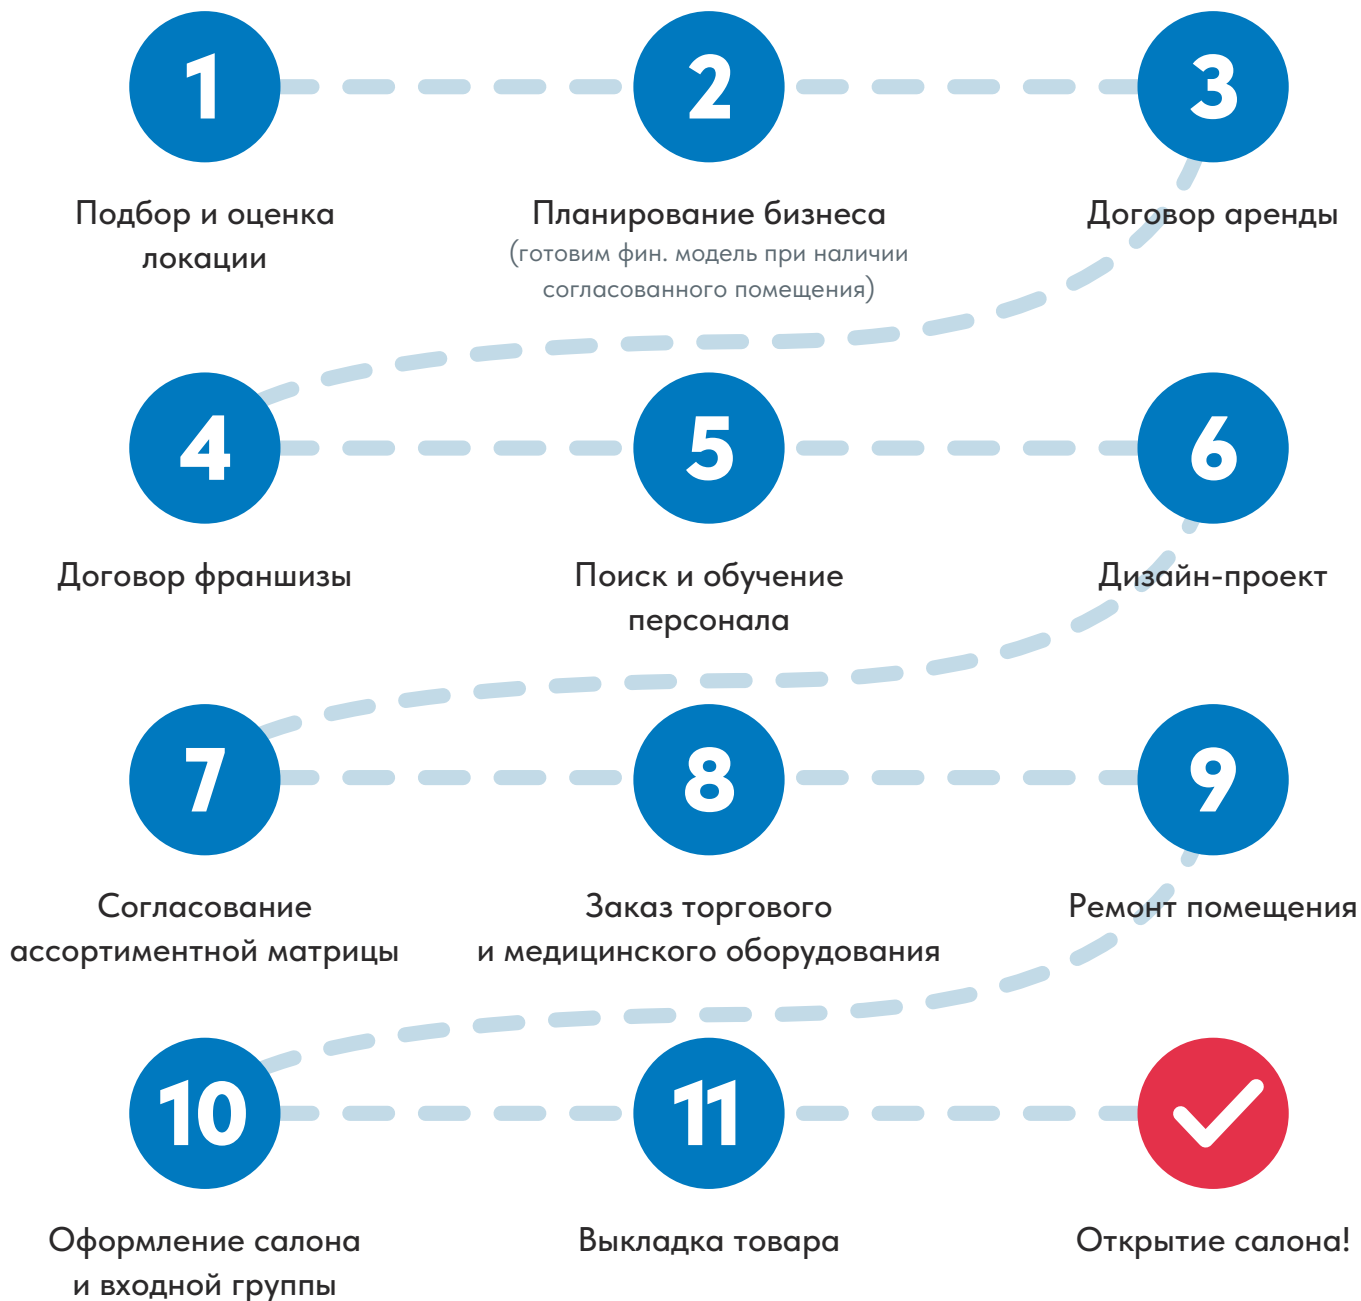 1
2
3
Подбор и оценка
локации
Планирование бизнеса
(готовим фин. модель при наличии
согласованного помещения)
Договор аренды
4
5
6
Договор франшизы
Поиск и обучение
персонала
Дизайн-проект
7
8
9
Согласование
ассортиментной матрицы
Заказ торгового
и медицинского оборудования
Ремонт помещения
10
11
Оформление салона
и входной группы
Выкладка товара
Открытие салона!